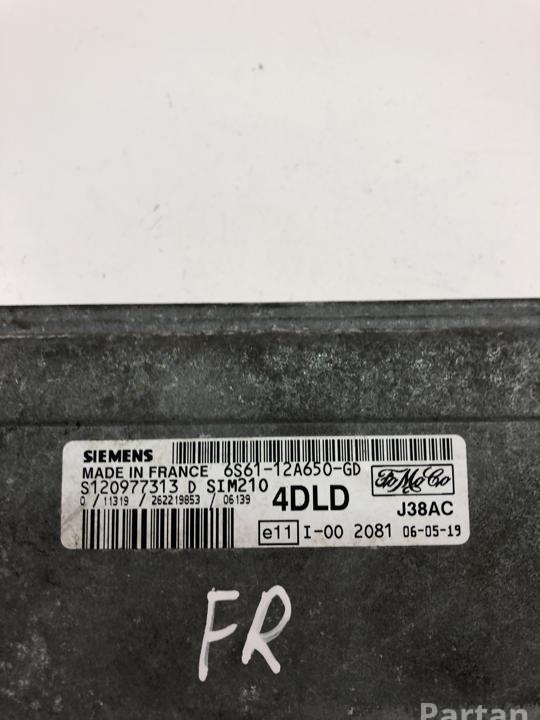 SIEMENS
MADE IN FRANCE 6S61-12A650-GD
S120977313 D SIM210
0 / 11319 / 262219853 / 06139
4DLD
FoMoCo
J38AC
e11 I-00 2081 06-05-19
FR
Partan